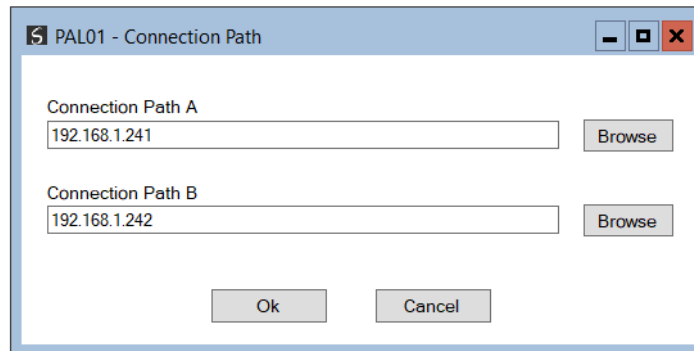 PAL01 - Connection Path
Connection Path A
192.168.1.241
Browse
Connection Path B
192.168.1.242
Browse
Ok
Cancel